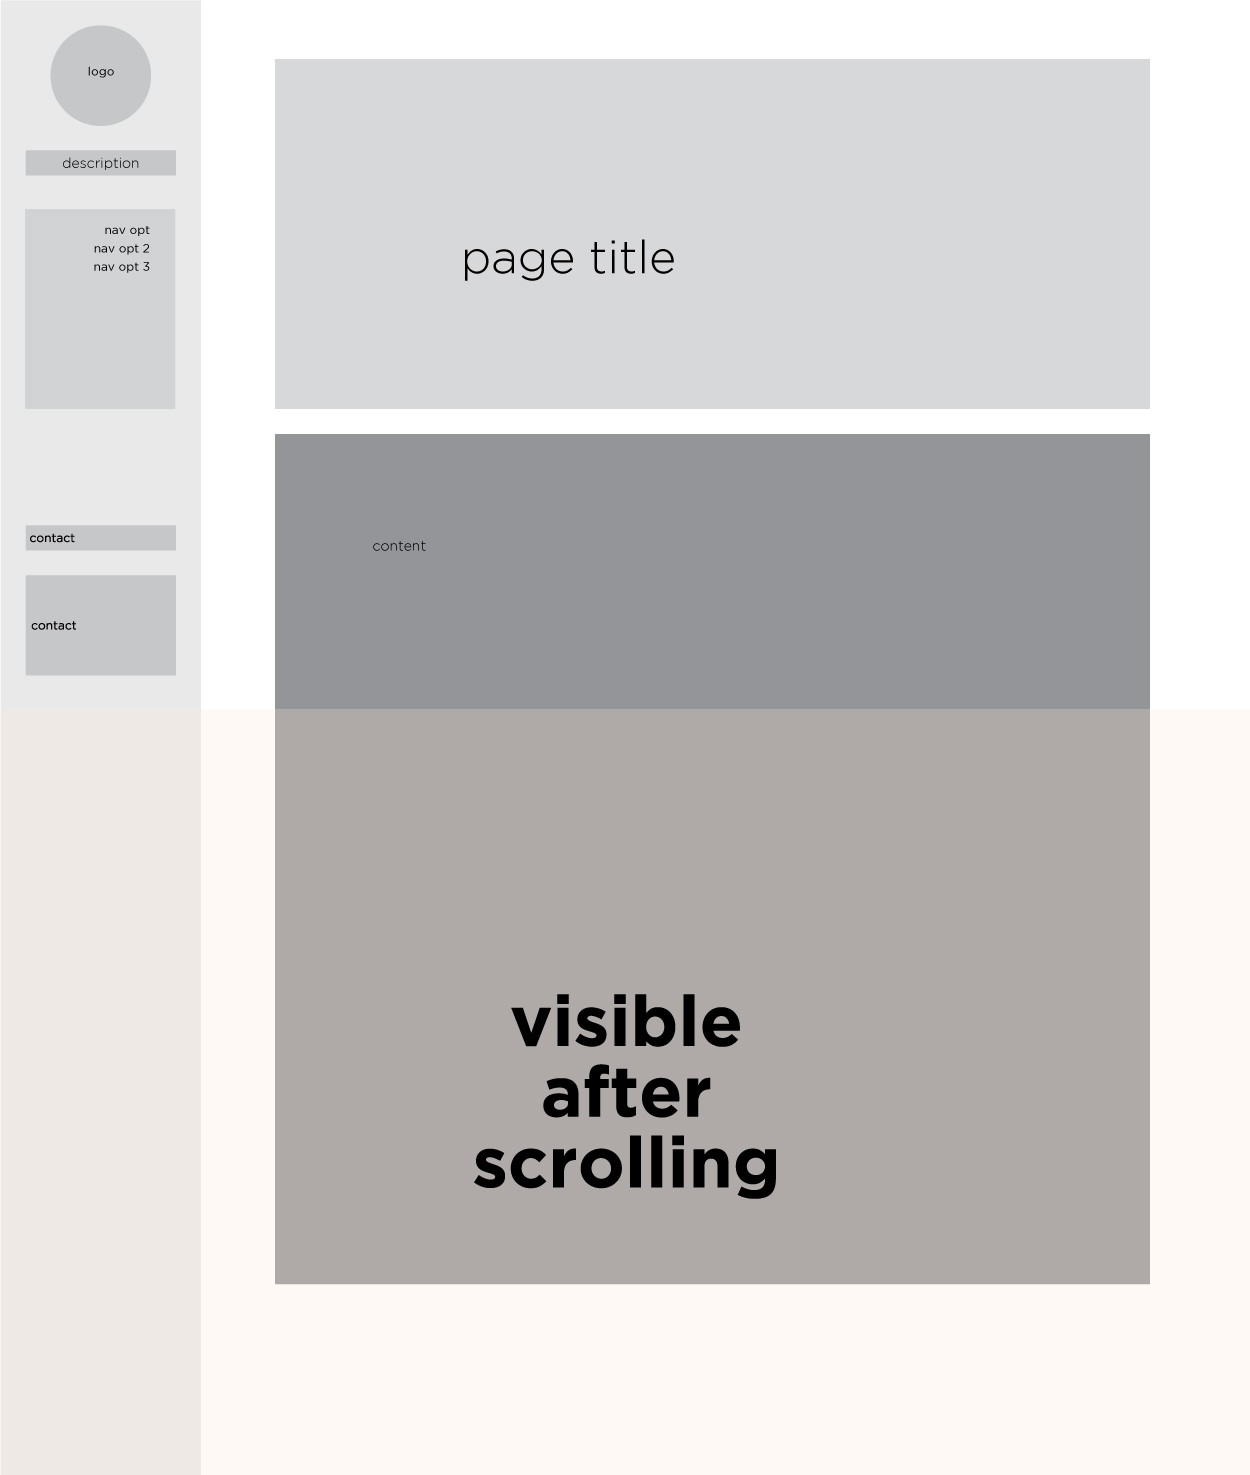 logo
description
nav opt
nav opt 2
nav opt 3
contact
contact
page title
content
visible
after
scrolling